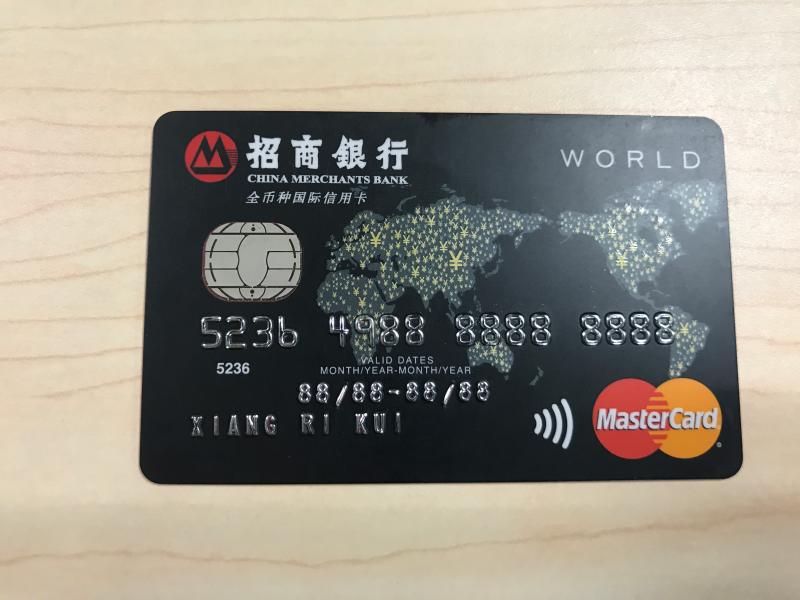 招商銀行
CHINA MERCHANTS BANK
全币种国际信用卡
WORLD
5236 4988 8888 8888
5236
VALID DATES
MONTH/YEAR-MONTH/YEAR
88/88-88/88
XIANG RI KUI
MasterCard